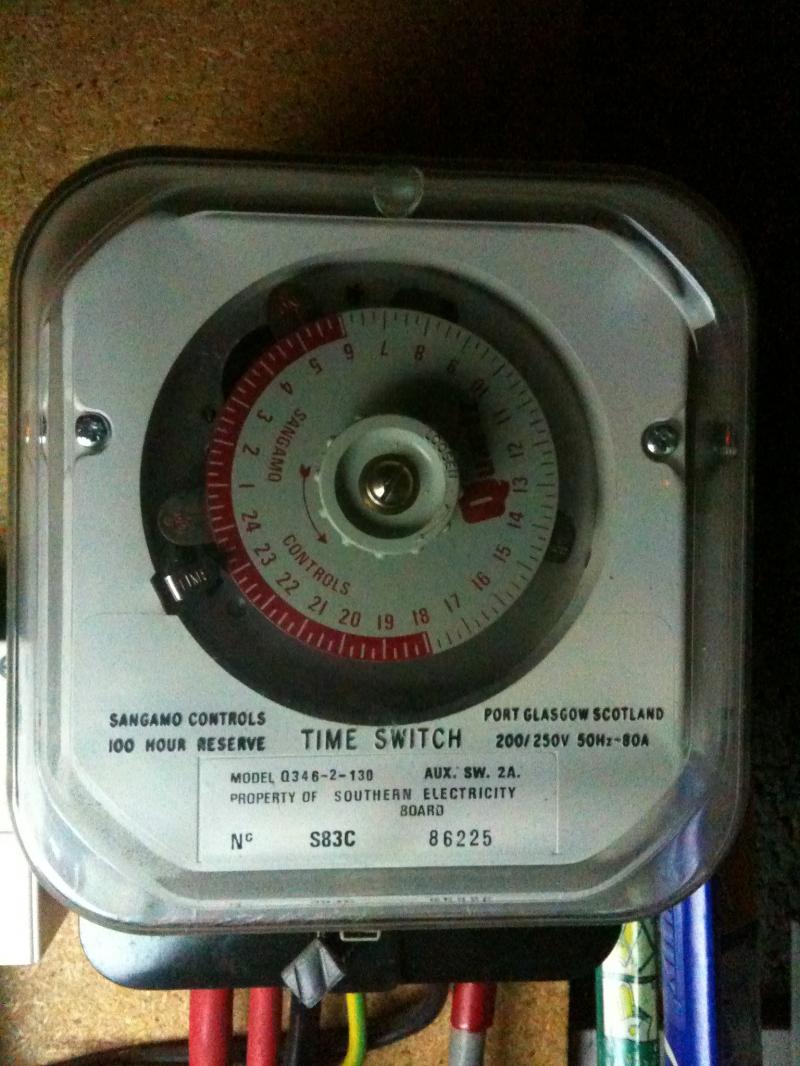 1
2
3
4
5
6
7
8
9
10
11
12
13
14
15
16
17
18
19
20
21
22
23
24
SANGAMO
CONTROLS
LOOSEN
TIME
SANGAMO CONTROLS
100 HOUR RESERVE
TIME SWITCH
PORT GLASGOW SCOTLAND
200/250V 50Hz~80A
MODEL Q346-2-130 AUX. SW. 2A.
PROPERTY OF SOUTHERN ELECTRICITY
BOARD
Nº S83C 86225